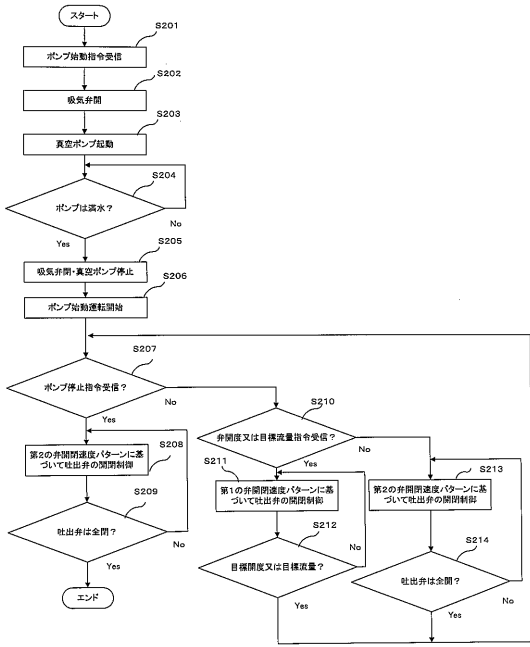 スタート
S201
ポンプ始動指令受信
S202
吸気弁開
S203
真空ポンプ起動
S204
ポンプは満水？
No
Yes
S205
吸気弁閉・真空ポンプ停止
S206
ポンプ始動運転開始
S207
ポンプ停止指令受信？
No
Yes
S208
第2の弁開閉速度パターンに基
づいて吐出弁の開閉制御
S209
吐出弁は全閉？
No
Yes
エンド
S210
弁開度又は目標流量指令受信？
No
Yes
S211
第1の弁開閉速度パターンに基
づいて吐出弁の開閉制御
S212
目標開度又は目標流量？
No
Yes
S213
第2の弁開閉速度パターンに基
づいて吐出弁の開閉制御
S214
吐出弁は全開？
No
Yes